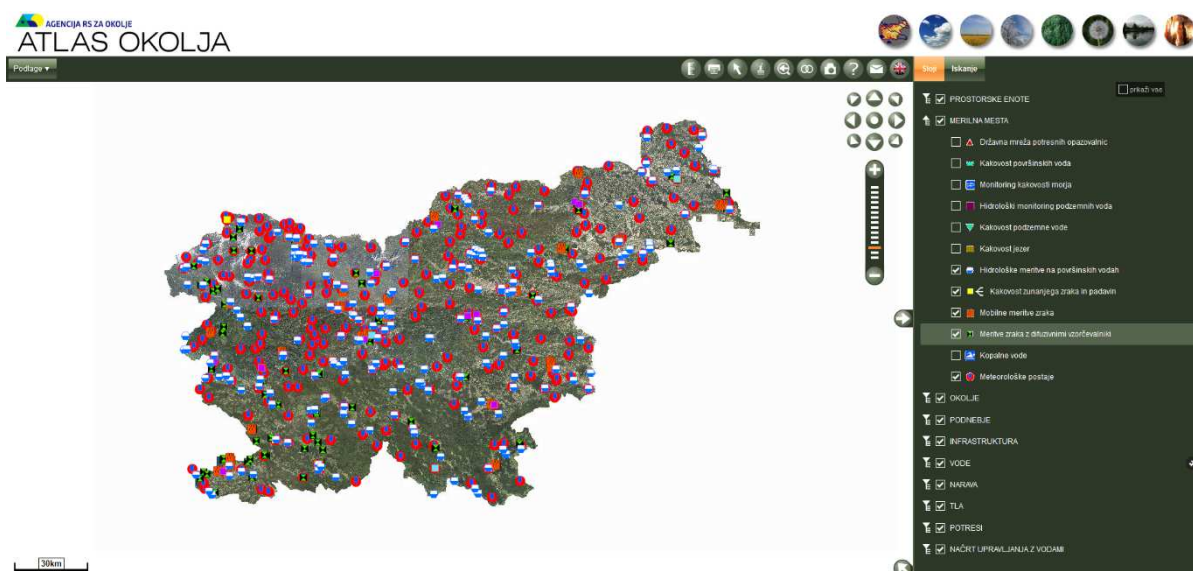 AGENCIJA RS ZA OKOLJE
ATLAS OKOLJA
Podlage ▾
Sloji
Iskanje
prikaži vse
PROSTORSKE ENOTE
MERILNA MESTA
Državna mreža potresnih opazovalnic
Kakovost površinskih voda
Monitoring kakovosti morja
Hidrološki monitoring podzemnih voda
Kakovost podzemne vode
Kakovost jezer
Hidrološke meritve na površinskih vodah
Kakovost zunanjega zraka in padavin
Mobilne meritve zraka
Meritve zraka z difuzivnimi vzorčevalniki
Kopalne vode
Meteorološke postaje
OKOLJE
PODNEBJE
INFRASTRUKTURA
VODE
NARAVA
TLA
POTRESI
NAČRT UPRAVLJANJA Z VODAMI
30km